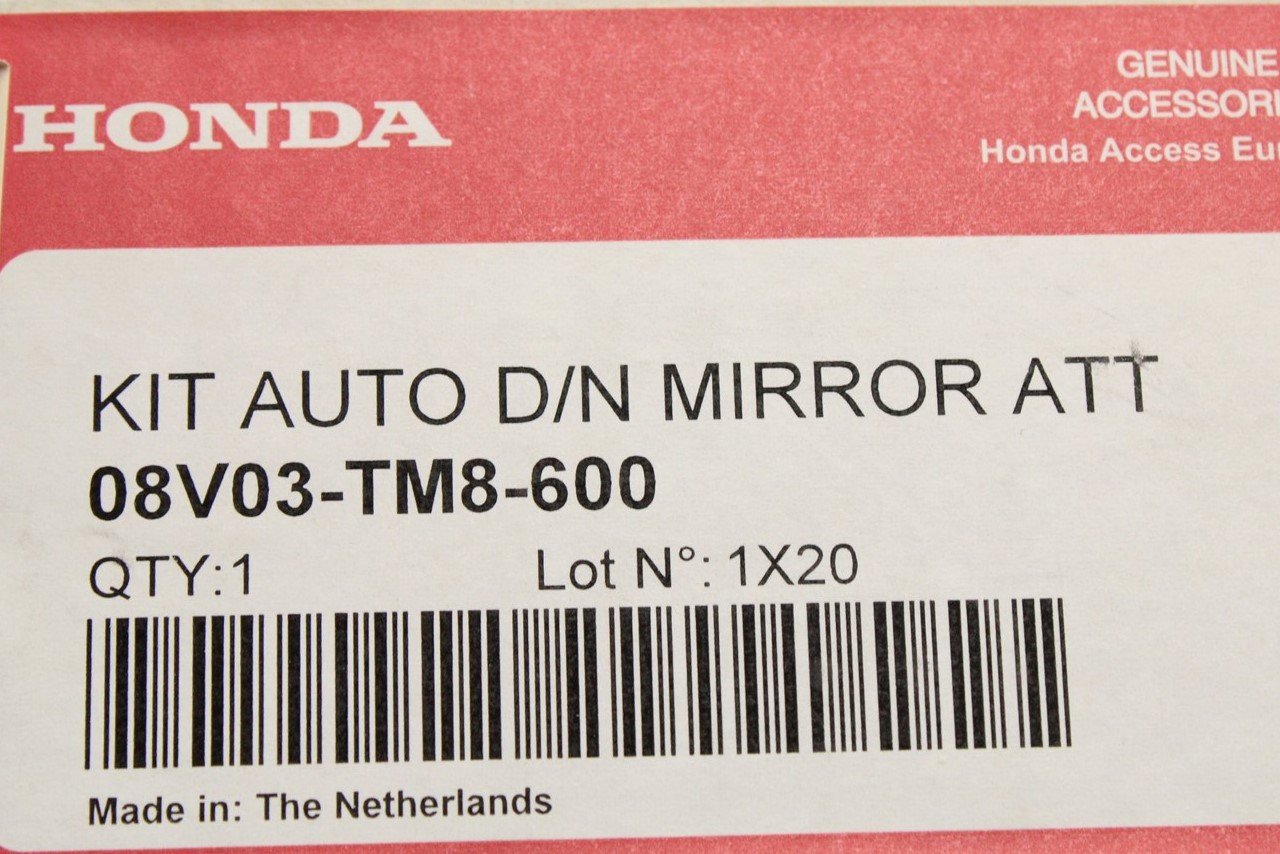 HONDA
GENUINE
ACCESSORI
Honda Access Eur
KIT AUTO D/N MIRROR ATT
08V03-TM8-600
QTY:1 Lot N°: 1X20
Made in: The Netherlands